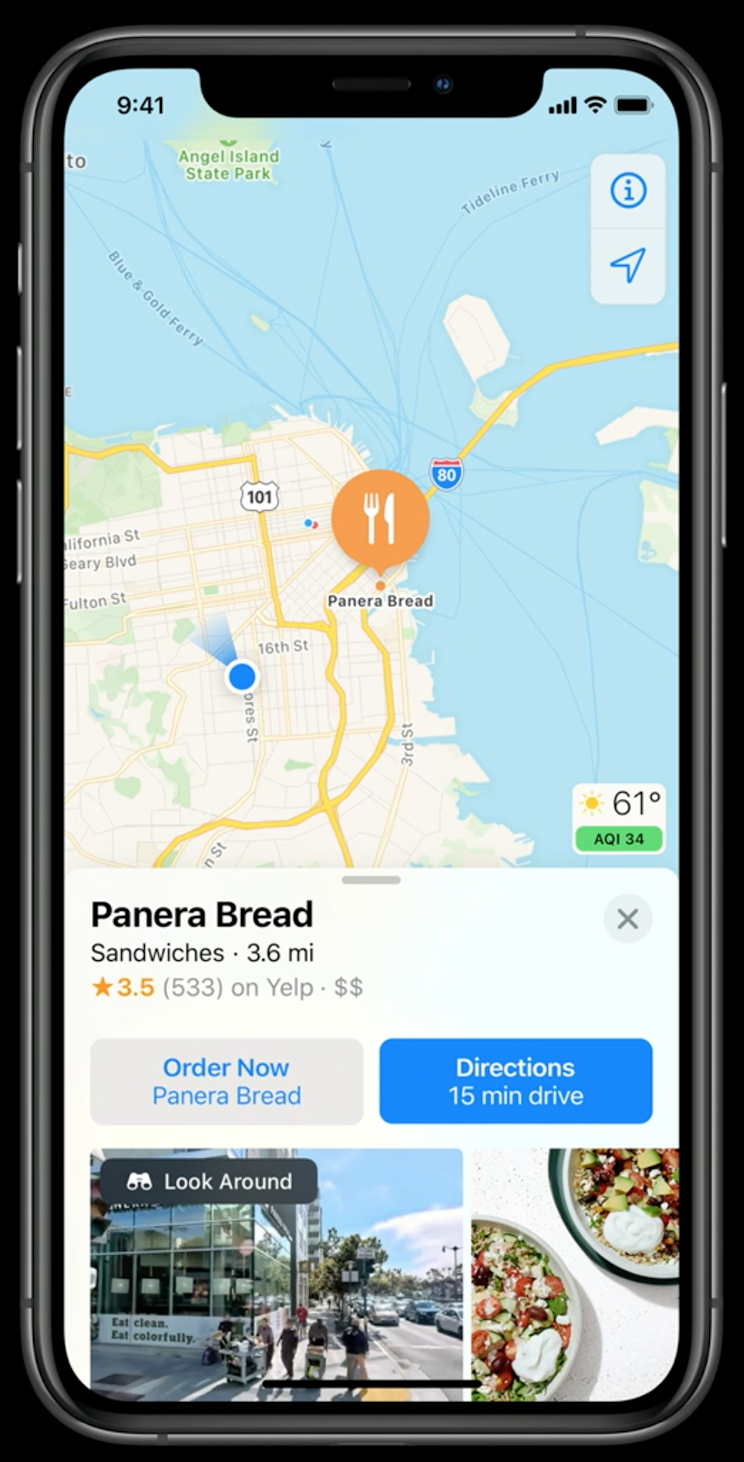 9:41
to
Angel Island
State Park
Tideline Ferry
Blue & Gold Ferry
E
80
101
alifornia St
Geary Blvd
Fulton St
Panera Bread
16th St
ores St
3rd St
n St
61°
AQI 34
Panera Bread
Sandwiches · 3.6 mi
★3.5 (533) on Yelp · $$
Order Now
Panera Bread
Directions
15 min drive
Look Around
Eat clean.
Eat colorfully.